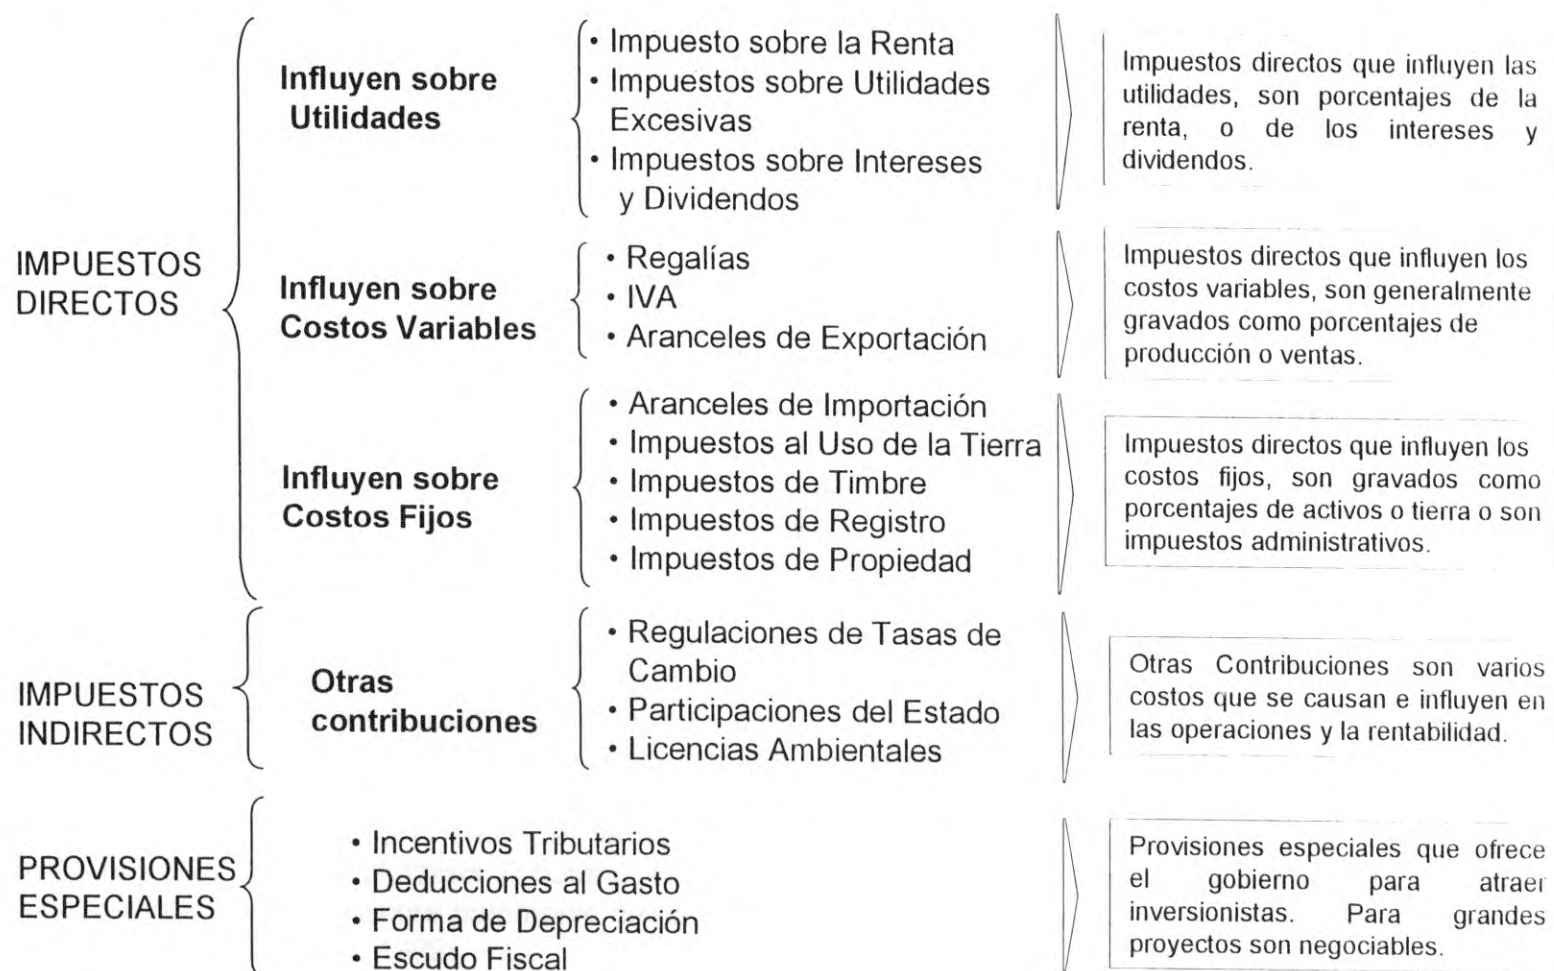 IMPUESTOS
DIRECTOS
Influyen sobre
Utilidades
• Impuesto sobre la Renta
• Impuestos sobre Utilidades
Excesivas
• Impuestos sobre Intereses
y Dividendos
Impuestos directos que influyen las
utilidades, son porcentajes de la
renta, o de los intereses y
dividendos.
Influyen sobre
Costos Variables
• Regalías
• IVA
• Aranceles de Exportación
Impuestos directos que influyen los
costos variables, son generalmente
gravados como porcentajes de
producción o ventas.
Influyen sobre
Costos Fijos
• Aranceles de Importación
• Impuestos al Uso de la Tierra
• Impuestos de Timbre
• Impuestos de Registro
• Impuestos de Propiedad
Impuestos directos que influyen los
costos fijos, son gravados como
porcentajes de activos o tierra o son
impuestos administrativos.
IMPUESTOS
INDIRECTOS
Otras
contribuciones
• Regulaciones de Tasas de
Cambio
• Participaciones del Estado
• Licencias Ambientales
Otras Contribuciones son varios
costos que se causan e influyen en
las operaciones y la rentabilidad.
PROVISIONES
ESPECIALES
• Incentivos Tributarios
• Deducciones al Gasto
• Forma de Depreciación
• Escudo Fiscal
Provisiones especiales que ofrece
el gobierno para atraer
inversionistas. Para grandes
proyectos son negociables.